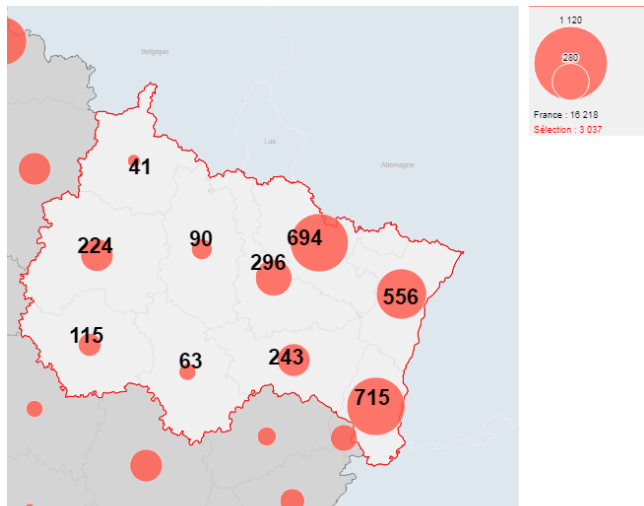 Belgique
Lux.
Allemagne
41
224
90
694
296
556
115
63
243
715
1 120
280
France : 16 218
Sélection : 3 037